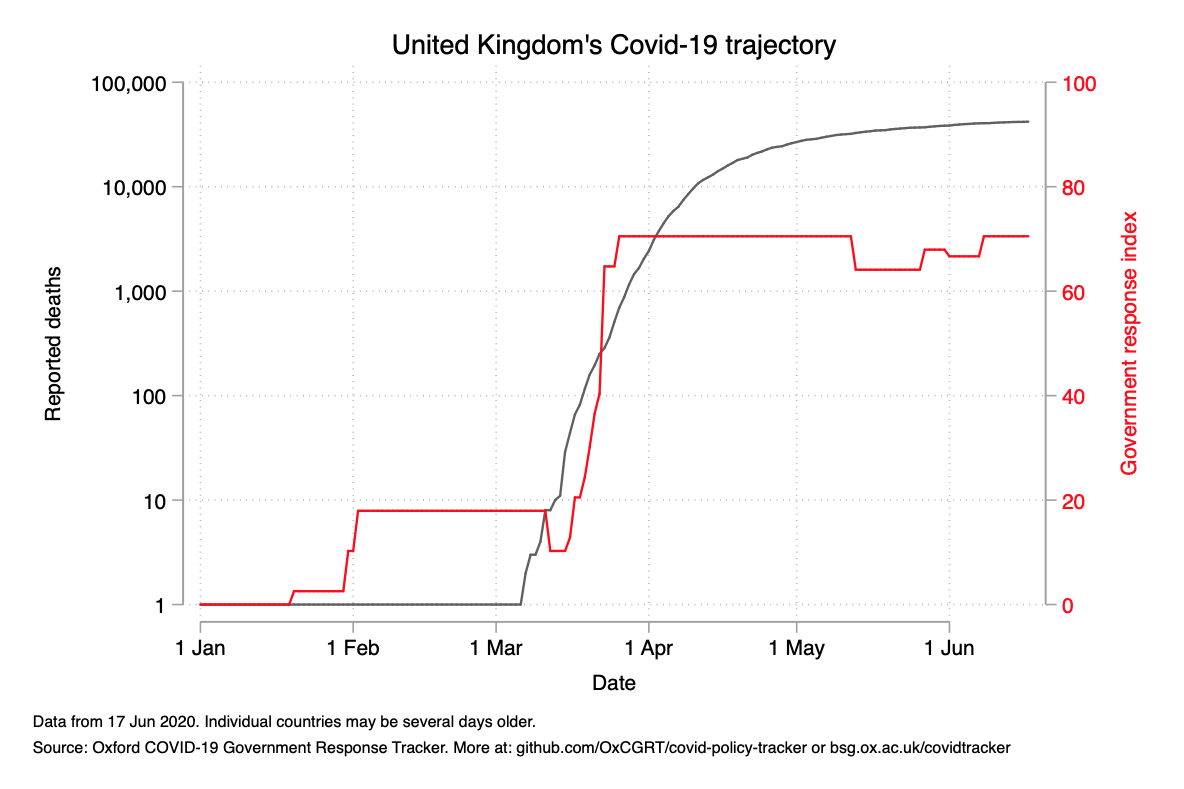 United Kingdom's Covid-19 trajectory
100,000
10,000
1,000
100
10
1
Reported deaths
100
80
60
40
20
0
Government response index
1 Jan
1 Feb
1 Mar
1 Apr
1 May
1 Jun
Date
Data from 17 Jun 2020. Individual countries may be several days older.
Source: Oxford COVID-19 Government Response Tracker. More at: github.com/OxCGRT/covid-policy-tracker or bsg.ox.ac.uk/covidtracker